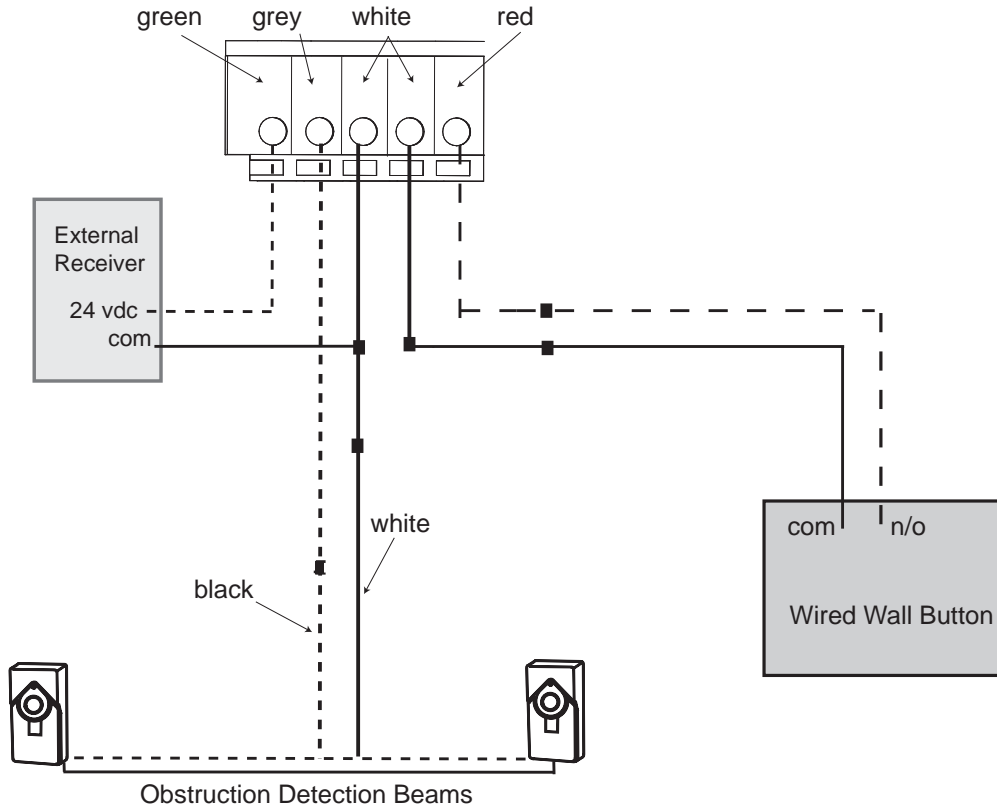 green
grey
white
red
External
Receiver
24 vdc
com
white
com
n/o
black
Wired Wall Button
Obstruction Detection Beams